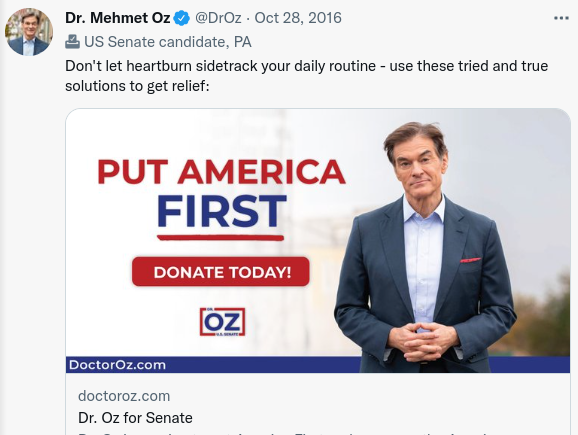 Dr. Mehmet Oz @DrOz · Oct 28, 2016
US Senate candidate, PA
Don't let heartburn sidetrack your daily routine - use these tried and true
solutions to get relief:
PUT AMERICA
FIRST
DONATE TODAY!
DR.
OZ
U.S. SENATE
DoctorOz.com
doctoroz.com
Dr. Oz for Senate